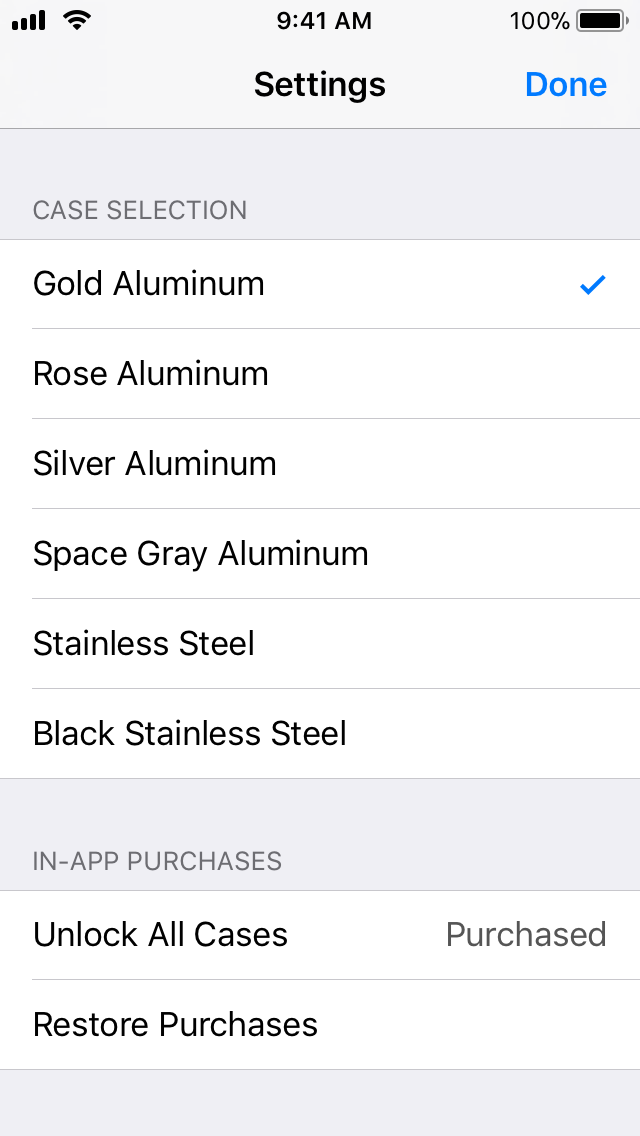 9:41 AM 100%
Settings Done
CASE SELECTION
Gold Aluminum
Rose Aluminum
Silver Aluminum
Space Gray Aluminum
Stainless Steel
Black Stainless Steel
IN-APP PURCHASES
Unlock All Cases Purchased
Restore Purchases